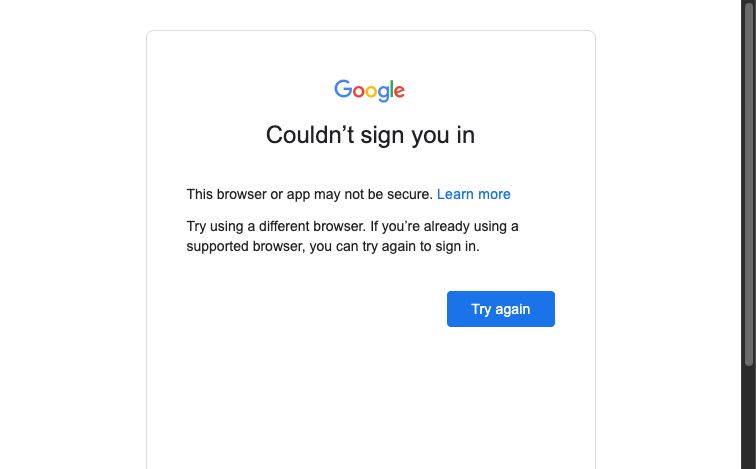 Google
Couldn’t sign you in
This browser or app may not be secure. Learn more
Try using a different browser. If you’re already using a
supported browser, you can try again to sign in.
Try again